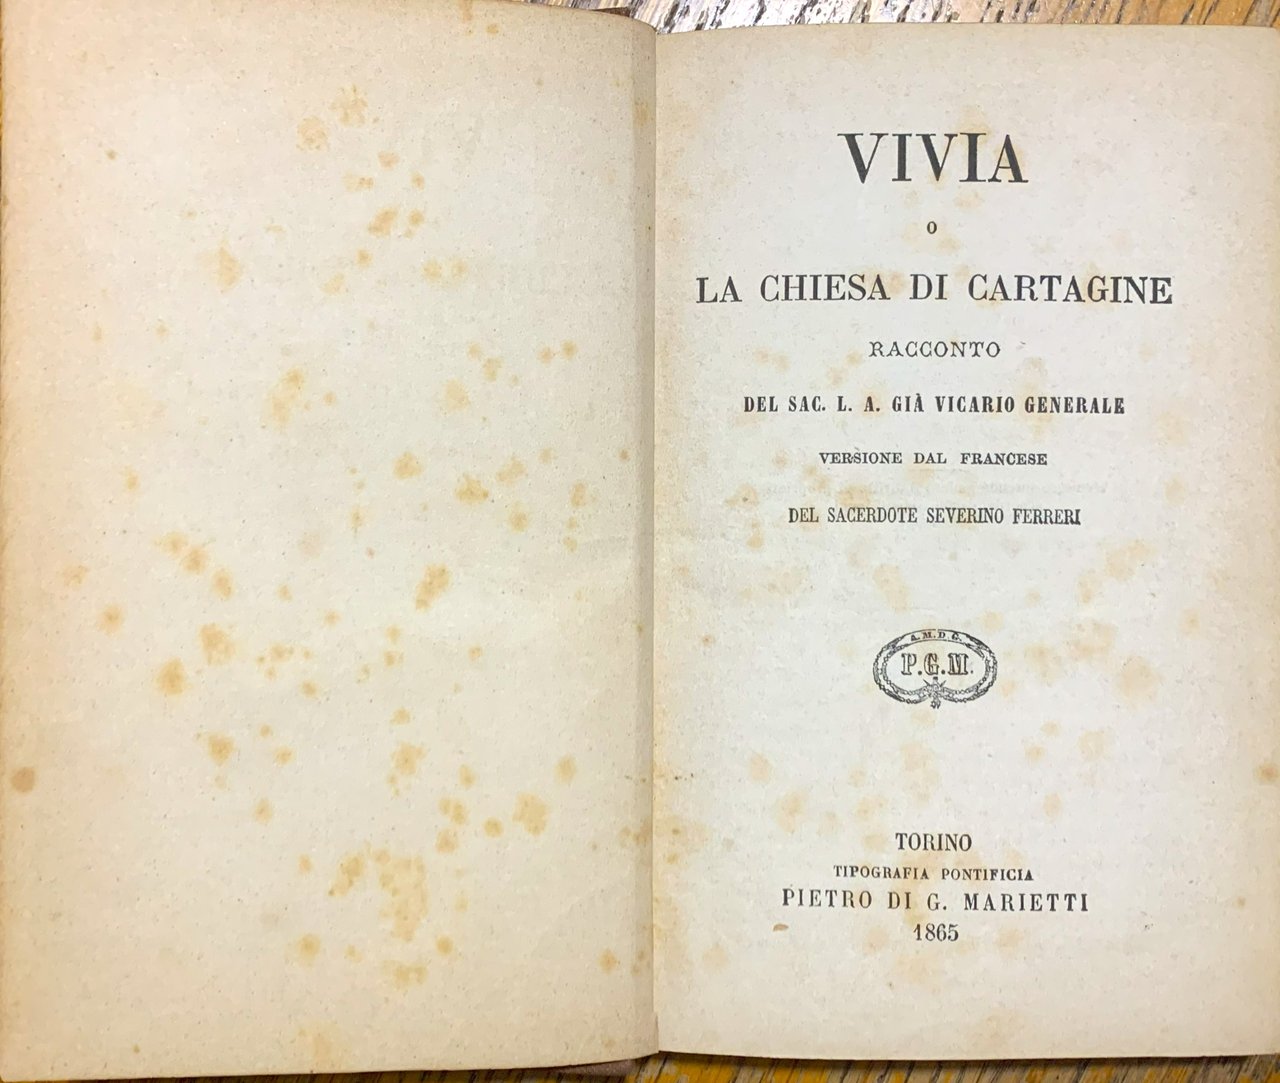 VIVIA
O
LA CHIESA DI CARTAGINE
RACCONTO
DEL SAC. L. A. GIÀ VICARIO GENERALE
VERSIONE DAL FRANCESE
DEL SACERDOTE SEVERINO FERRERI
A. M. D. G.
P.G.M.
TORINO
TIPOGRAFIA PONTIFICIA
PIETRO DI G. MARIETTI
1865